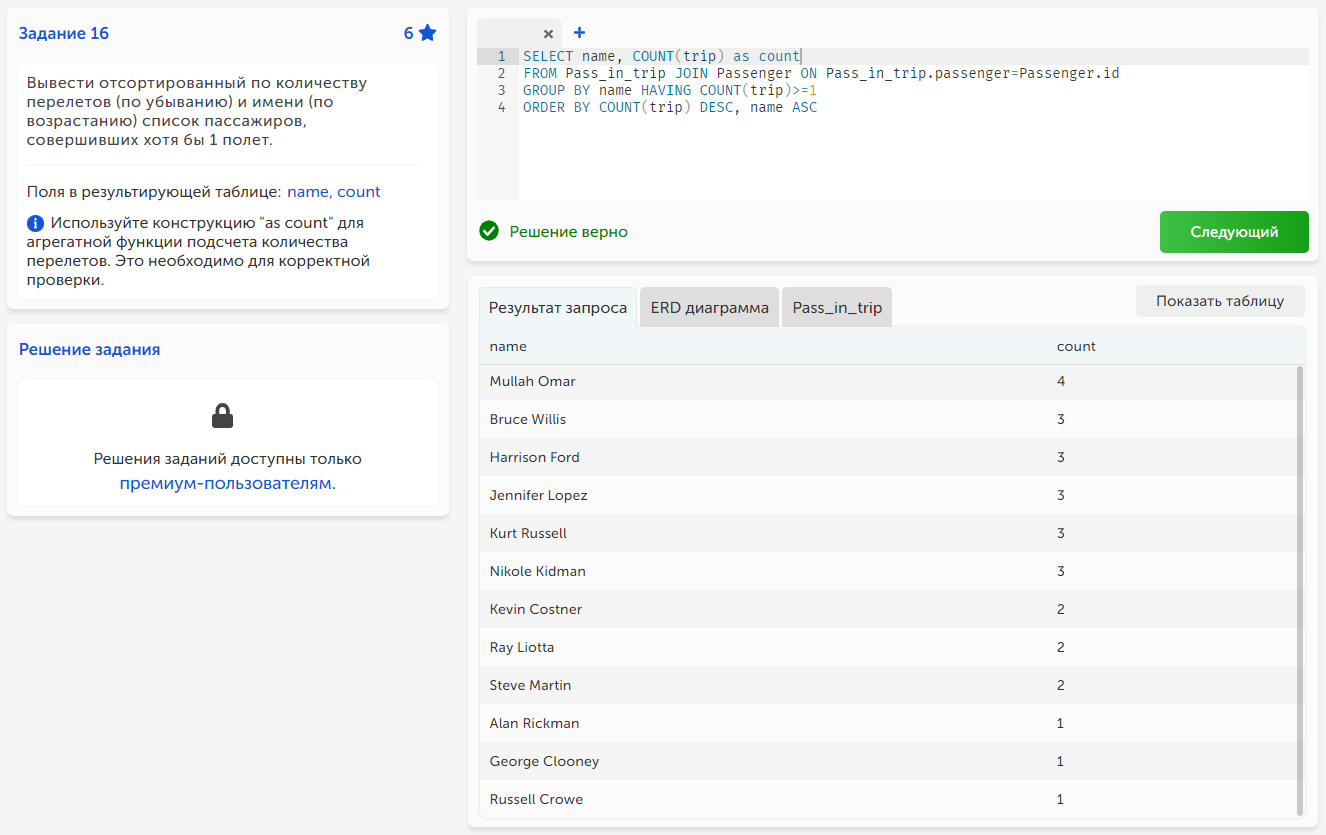 Задание 16
6
Вывести отсортированный по количеству
перелетов (по убыванию) и имени (по
возрастанию) список пассажиров,
совершивших хотя бы 1 полет.
Поля в результирующей таблице: name, count
Используйте конструкцию "as count" для
агрегатной функции подсчета количества
перелетов. Это необходимо для корректной
проверки.
Решение задания
Решения заданий доступны только
премиум-пользователям.
1 SELECT name, COUNT(trip) as count
2 FROM Pass_in_trip JOIN Passenger ON Pass_in_trip.passenger=Passenger.id
3 GROUP BY name HAVING COUNT(trip)>=1
4 ORDER BY COUNT(trip) DESC, name ASC
Решение верно
Следующий
Результат запроса ERD диаграмма Pass_in_trip Показать таблицу
name count
Mullah Omar 4
Bruce Willis 3
Harrison Ford 3
Jennifer Lopez 3
Kurt Russell 3
Nikole Kidman 3
Kevin Costner 2
Ray Liotta 2
Steve Martin 2
Alan Rickman 1
George Clooney 1
Russell Crowe 1